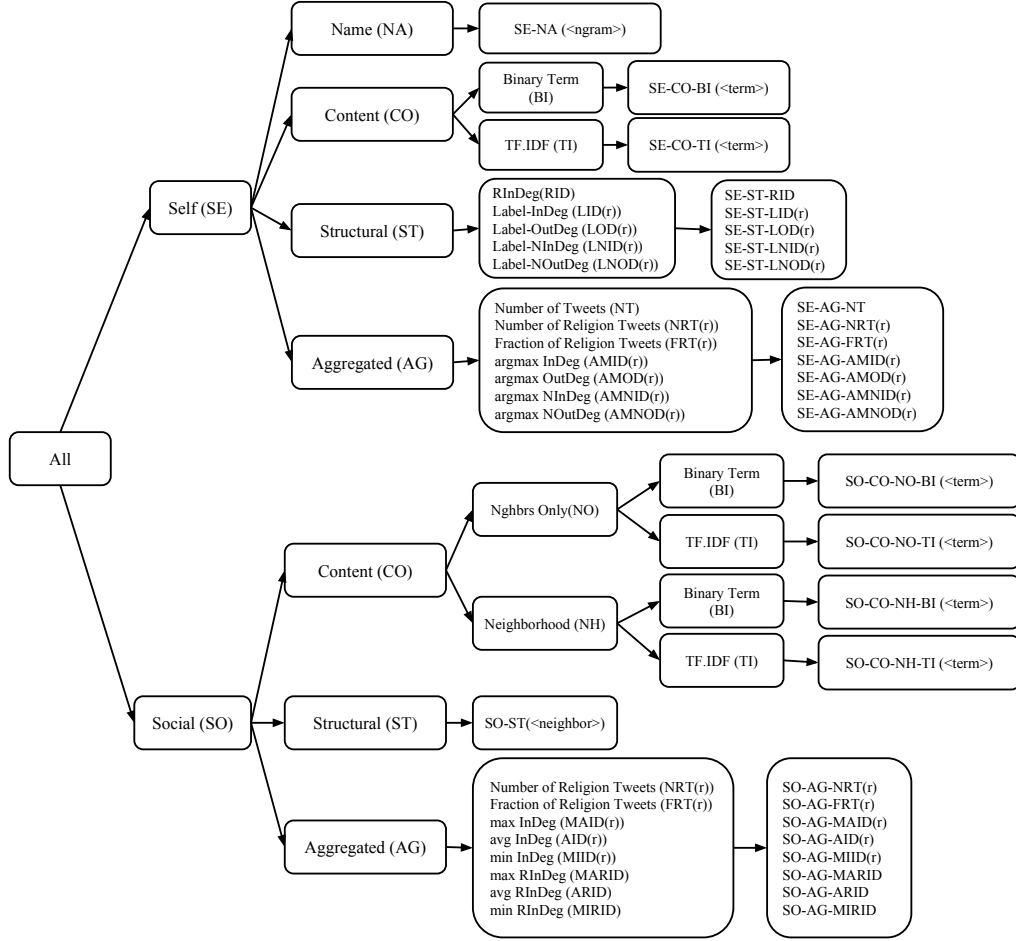 Name (NA)
SE-NA (<ngram>)
Content (CO)
Binary Term
(BI)
SE-CO-BI (<term>)
TF.IDF (TI)
SE-CO-TI (<term>)
Self (SE)
Structural (ST)
RInDeg(RID)
Label-InDeg (LID(r))
Label-OutDeg (LOD(r))
Label-NInDeg (LNID(r))
Label-NOutDeg (LNOD(r))
SE-ST-RID
SE-ST-LID(r)
SE-ST-LOD(r)
SE-ST-LNID(r)
SE-ST-LNOD(r)
Aggregated (AG)
Number of Tweets (NT)
Number of Religion Tweets (NRT(r))
Fraction of Religion Tweets (FRT(r))
argmax InDeg (AMID(r))
argmax OutDeg (AMOD(r))
argmax NInDeg (AMNID(r))
argmax NOutDeg (AMNOD(r))
SE-AG-NT
SE-AG-NRT(r)
SE-AG-FRT(r)
SE-AG-AMID(r)
SE-AG-AMOD(r)
SE-AG-AMNID(r)
SE-AG-AMNOD(r)
All
Content (CO)
Nghbrs Only(NO)
Binary Term
(BI)
SO-CO-NO-BI (<term>)
TF.IDF (TI)
SO-CO-NO-TI (<term>)
Neighborhood (NH)
Binary Term
(BI)
SO-CO-NH-BI (<term>)
TF.IDF (TI)
SO-CO-NH-TI (<term>)
Social (SO)
Structural (ST)
SO-ST(<neighbor>)
Aggregated (AG)
Number of Religion Tweets (NRT(r))
Fraction of Religion Tweets (FRT(r))
max InDeg (MAID(r))
avg InDeg (AID(r))
min InDeg (MIID(r))
max RInDeg (MARID)
avg RInDeg (ARID)
min RInDeg (MIRID)
SO-AG-NRT(r)
SO-AG-FRT(r)
SO-AG-MAID(r)
SO-AG-AID(r)
SO-AG-MIID(r)
SO-AG-MARID
SO-AG-ARID
SO-AG-MIRID